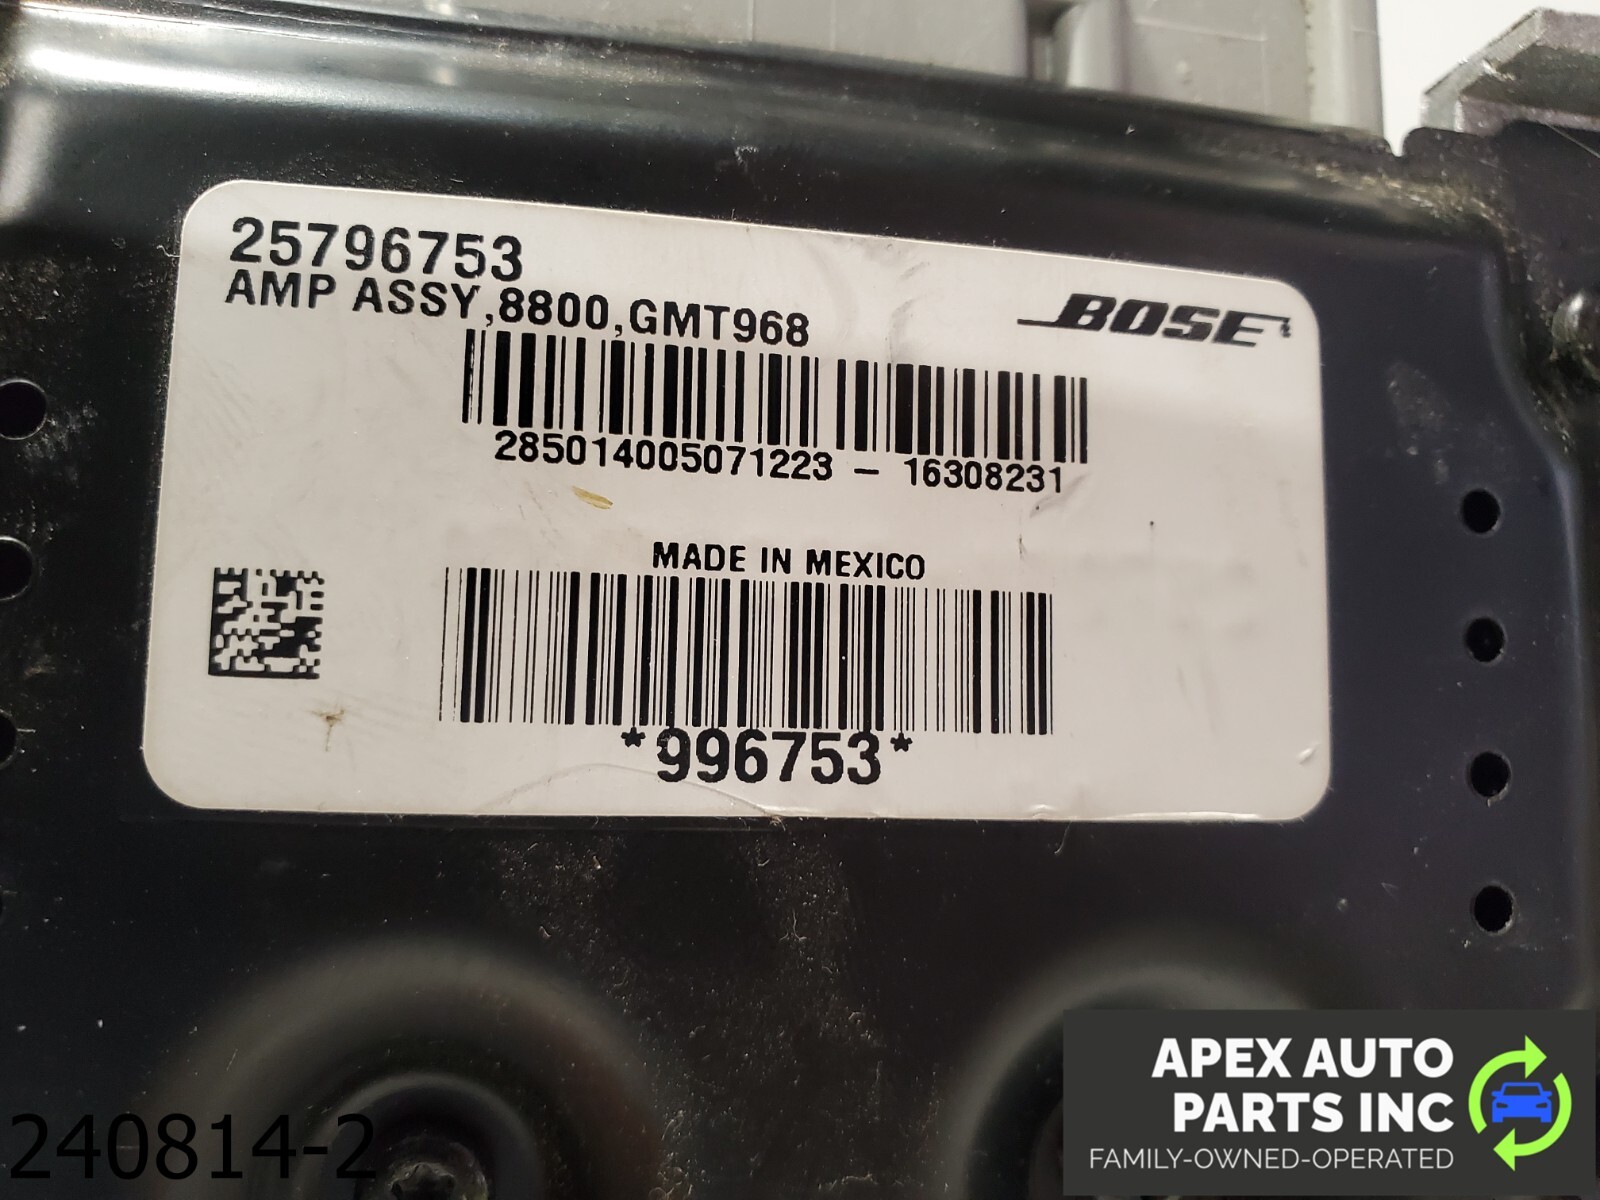 25796753
AMP ASSY,8800,GMT968
BOSE
285014005071223 - 16308231
MADE IN MEXICO
*996753*
APEX AUTO
PARTS INC
FAMILY-OWNED-OPERATED
240814-2